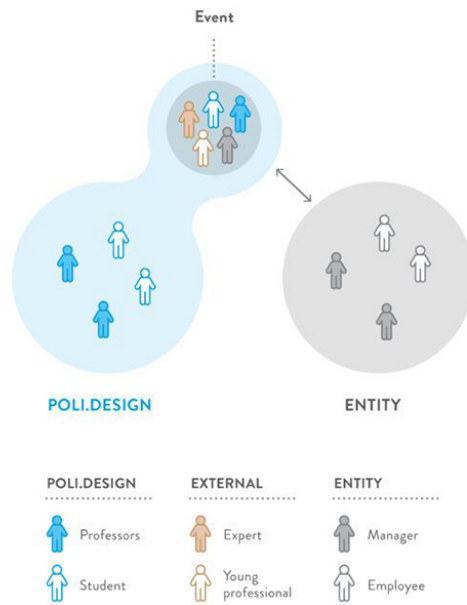 Event
POLI.DESIGN
ENTITY
POLI.DESIGN
EXTERNAL
ENTITY
Professors
Expert
Manager
Student
Young
professional
Employee